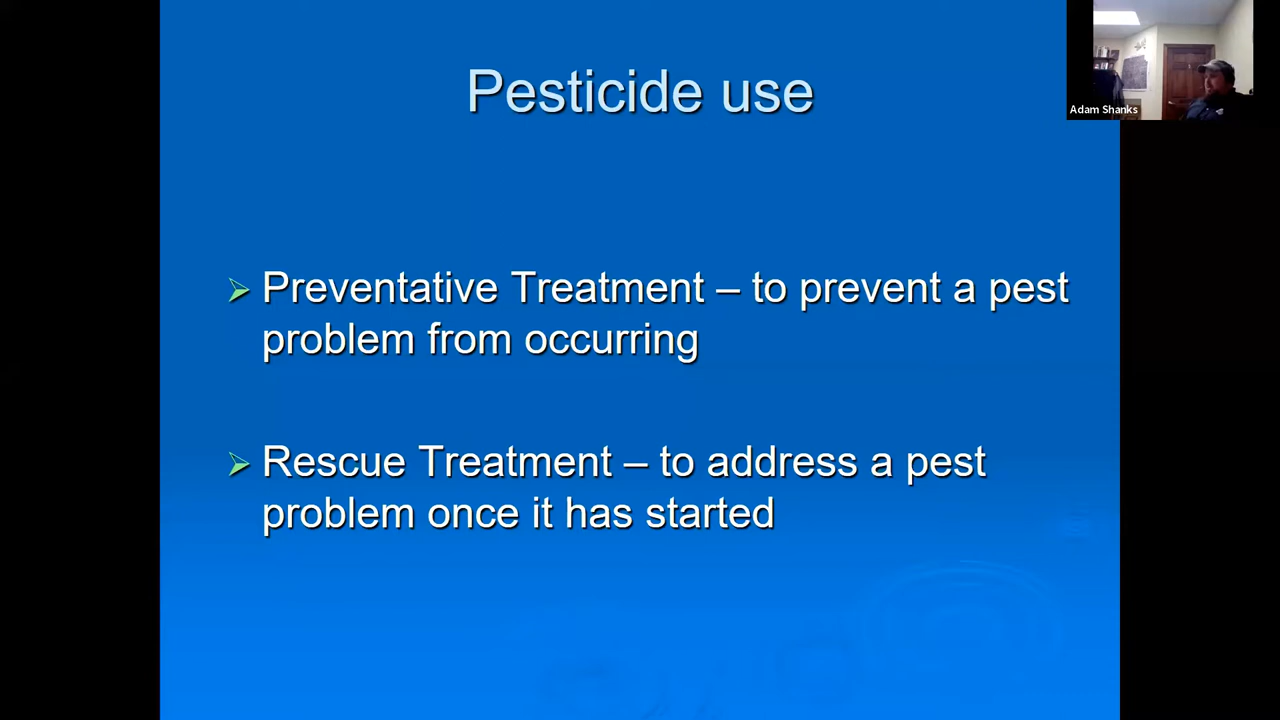 Pesticide use
Adam Shanks
Preventative Treatment – to prevent a pest
problem from occurring
Rescue Treatment – to address a pest
problem once it has started